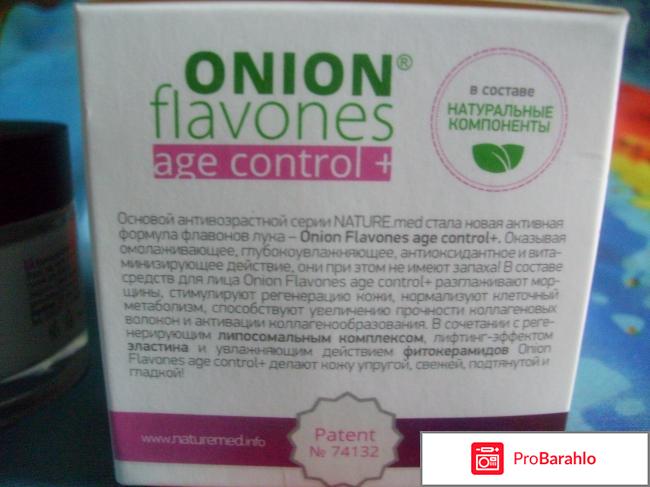 ONION®
flavones
age control +
в составе
НАТУРАЛЬНЫЕ
КОМПОНЕНТЫ
Основой антивозрастной серии NATURE.med стала новая активная
формула флавонов лука – Onion Flavones age control+. Оказывая
омолаживающее, глубокоувлажняющее, антиоксидантное и вита-
минизирующее действие, они при этом не имеют запаха! В составе
средств для лица Onion Flavones age control+ разглаживают мор-
щины, стимулируют регенерацию кожи, нормализуют клеточный
метаболизм, способствуют увеличению прочности коллагеновых
волокон и активации коллагенообразования. В сочетании с реге-
нерирующим липосомальным комплексом, лифтинг-эффектом
эластина и увлажняющим действием фитокерамидов Onion
Flavones age control+ делают кожу упругой, свежей, подтянутой и
гладкой!
www.naturemed.info
Patent
№ 74132
ProBarahlo